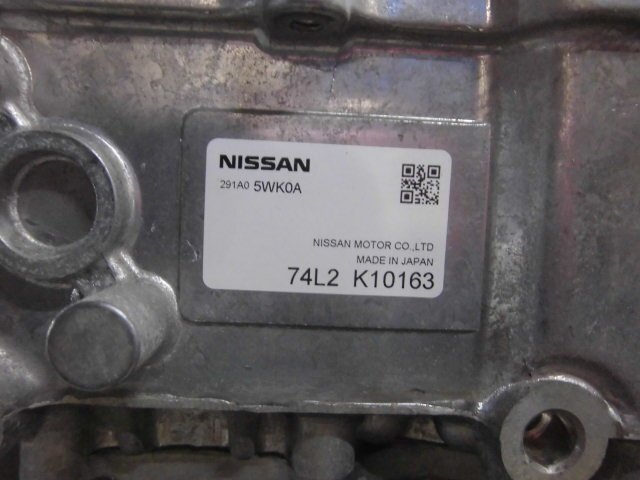 NISSAN
291A0 5WK0A
NISSAN MOTOR CO.,LTD
MADE IN JAPAN
74L2 K10163